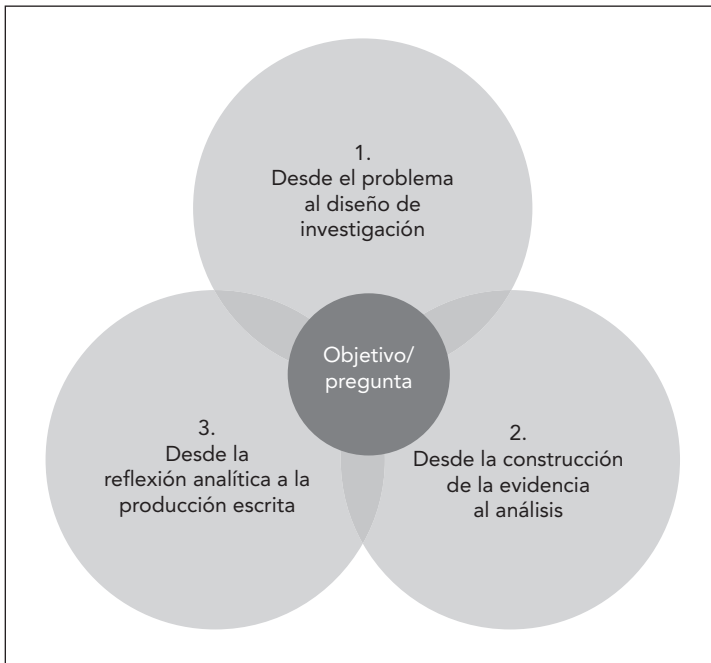 1.
Desde el problema
al diseño de
investigación
Objetivo/
pregunta
2.
Desde la construcción
de la evidencia
al análisis
3.
Desde la
reflexión analítica a la
producción escrita